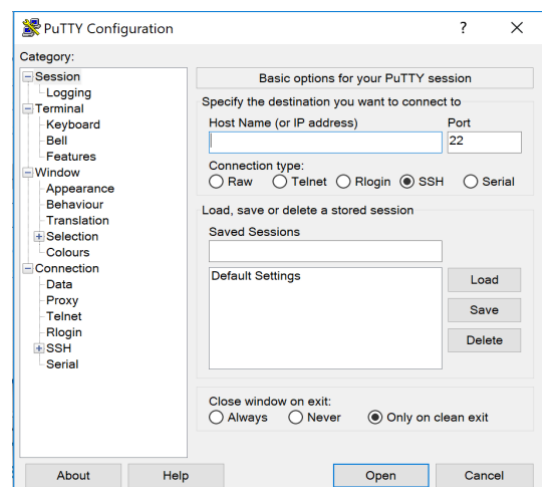 PuTTY Configuration
?
Category:
Session
Logging
Terminal
Keyboard
Bell
Features
Window
Appearance
Behaviour
Translation
Selection
Colours
Connection
Data
Proxy
Telnet
Rlogin
SSH
Serial
Basic options for your PuTTY session
Specify the destination you want to connect to
Host Name (or IP address) Port
22
Connection type:
Raw Telnet Rlogin SSH Serial
Load, save or delete a stored session
Saved Sessions
Default Settings
Load
Save
Delete
Close window on exit:
Always Never Only on clean exit
About Help Open Cancel